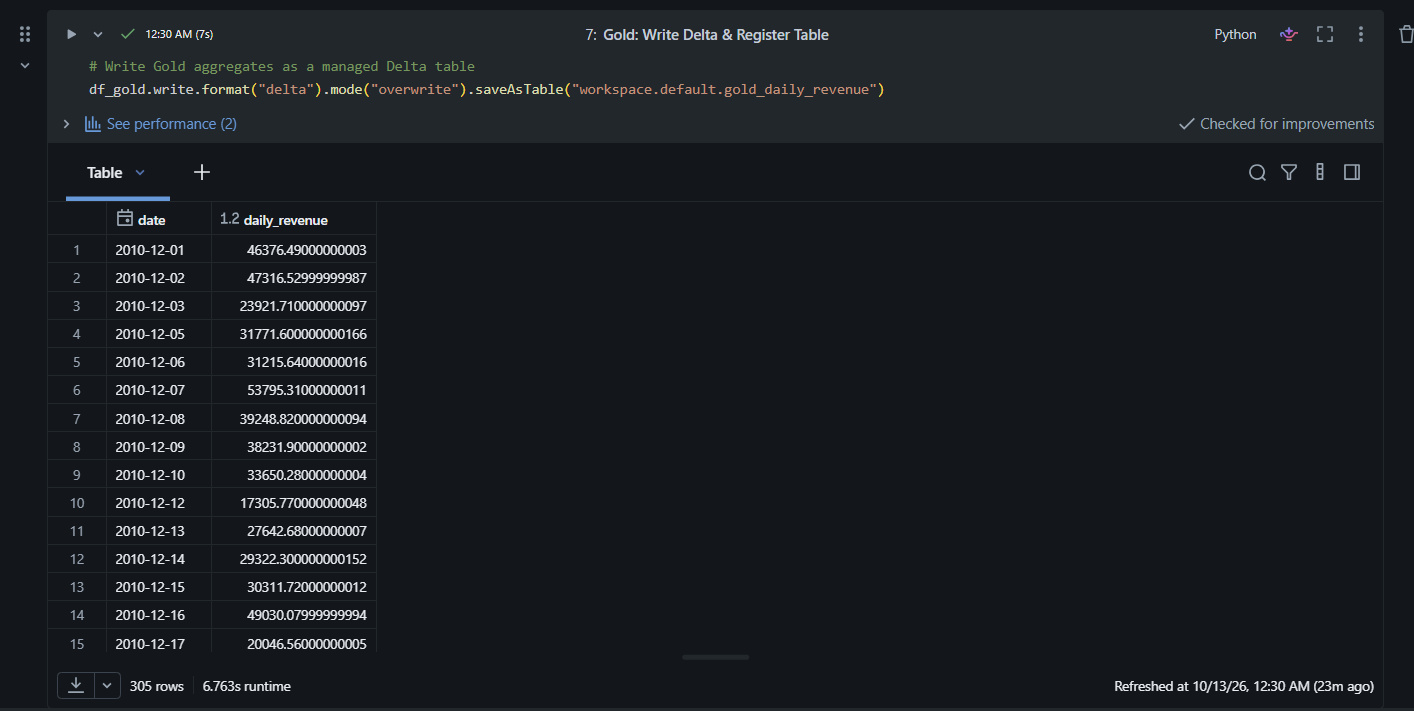 12:30 AM (7s)
7: Gold: Write Delta & Register Table
Python
# Write Gold aggregates as a managed Delta table
df_gold.write.format("delta").mode("overwrite").saveAsTable("workspace.default.gold_daily_revenue")
See performance (2)
Checked for improvements
Table
date 1.2 daily_revenue
1 2010-12-01 46376.49000000003
2 2010-12-02 47316.52999999987
3 2010-12-03 23921.710000000097
4 2010-12-05 31771.600000000166
5 2010-12-06 31215.64000000016
6 2010-12-07 53795.31000000011
7 2010-12-08 39248.820000000094
8 2010-12-09 38231.90000000002
9 2010-12-10 33650.28000000004
10 2010-12-12 17305.770000000048
11 2010-12-13 27642.68000000007
12 2010-12-14 29322.300000000152
13 2010-12-15 30311.72000000012
14 2010-12-16 49030.07999999994
15 2010-12-17 20046.56000000005
305 rows
6.763s runtime
Refreshed at 10/13/26, 12:30 AM (23m ago)